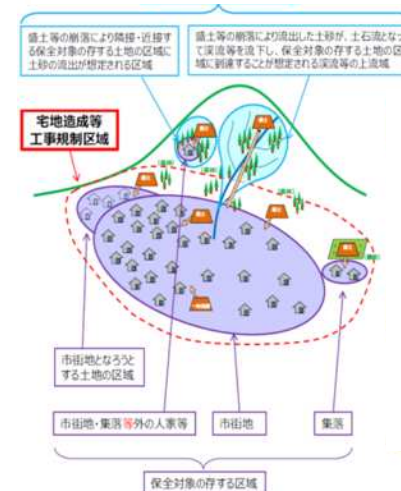 盛土等の崩落により隣接・近接す
る保全対象の存する土地の区域に
土砂の流出が想定される区域
盛土等の崩落により流出した土砂が、土石流となっ
て渓流等を流下し、保全対象の存する土地の区
域に到達することが想定される渓流等の上流域
宅地造成等
工事規制区域
市街地となろうと
する土地の区域
市街地・集落等外の人家等
市街地
集落
保全対象の存する区域